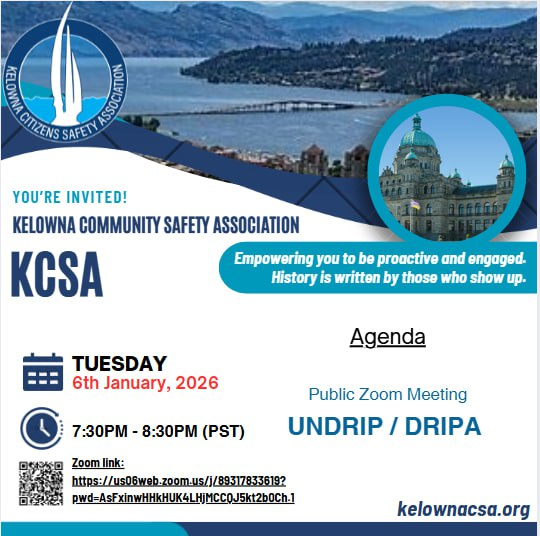 KELOWNA CITIZENS SAFETY ASSOCIATION
YOU'RE INVITED!
KELOWNA COMMUNITY SAFETY ASSOCIATION
KCSA
Empowering you to be proactive and engaged.
History is written by those who show up.
Agenda
TUESDAY
6th January, 2026
Public Zoom Meeting
UNDRIP / DRIPA
7:30PM - 8:30PM (PST)
Zoom link:
https://us06web.zoom.us/j/89317833619?
pwd=AsFxinwHHkHUK4LHjMCCQJ5kt2b0Ch.1
kelownacsa.org